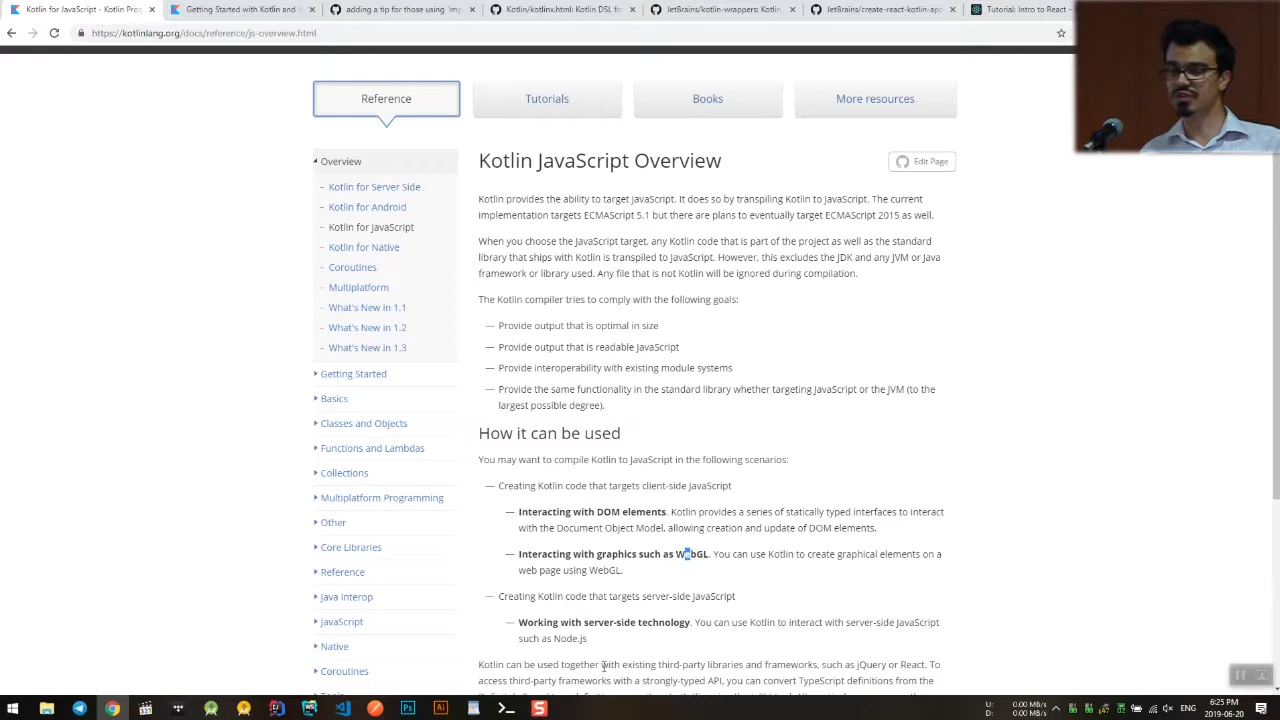 Kotlin for JavaScript - Kotlin Prog
Getting Started with Kotlin and J
adding a tip for those using 'imp
Kotlin/kotlinx.html: Kotlin DSL fo
JetBrains/kotlin-wrappers: Kotlin
JetBrains/create-react-kotlin-app
Tutorial: Intro to React –
https://kotlinlang.org/docs/reference/js-overview.html
Reference
Tutorials
Books
More resources
Overview
Kotlin for Server Side
Kotlin for Android
Kotlin for JavaScript
Kotlin for Native
Coroutines
Multiplatform
What's New in 1.1
What's New in 1.2
What's New in 1.3
Getting Started
Basics
Classes and Objects
Functions and Lambdas
Collections
Multiplatform Programming
Other
Core Libraries
Reference
Java Interop
JavaScript
Native
Coroutines
Kotlin JavaScript Overview
Edit Page
Kotlin provides the ability to target JavaScript. It does so by transpiling Kotlin to JavaScript. The current
implementation targets ECMAScript 5.1 but there are plans to eventually target ECMAScript 2015 as well.
When you choose the JavaScript target, any Kotlin code that is part of the project as well as the standard
library that ships with Kotlin is transpiled to JavaScript. However, this excludes the JDK and any JVM or Java
framework or library used. Any file that is not Kotlin will be ignored during compilation.
The Kotlin compiler tries to comply with the following goals:
— Provide output that is optimal in size
— Provide output that is readable JavaScript
— Provide interoperability with existing module systems
— Provide the same functionality in the standard library whether targeting JavaScript or the JVM (to the
largest possible degree).
How it can be used
You may want to compile Kotlin to JavaScript in the following scenarios:
— Creating Kotlin code that targets client-side JavaScript
— Interacting with DOM elements. Kotlin provides a series of statically typed interfaces to interact
with the Document Object Model, allowing creation and update of DOM elements.
— Interacting with graphics such as WebGL. You can use Kotlin to create graphical elements on a
web page using WebGL.
— Creating Kotlin code that targets server-side JavaScript
— Working with server-side technology. You can use Kotlin to interact with server-side JavaScript
such as Node.js
Kotlin can be used together with existing third-party libraries and frameworks, such as jQuery or React. To
access third-party frameworks with a strongly-typed API, you can convert TypeScript definitions from the
U: 0.00 MB/s
D: 0.00 MB/s
6:25 PM
2019-06-20